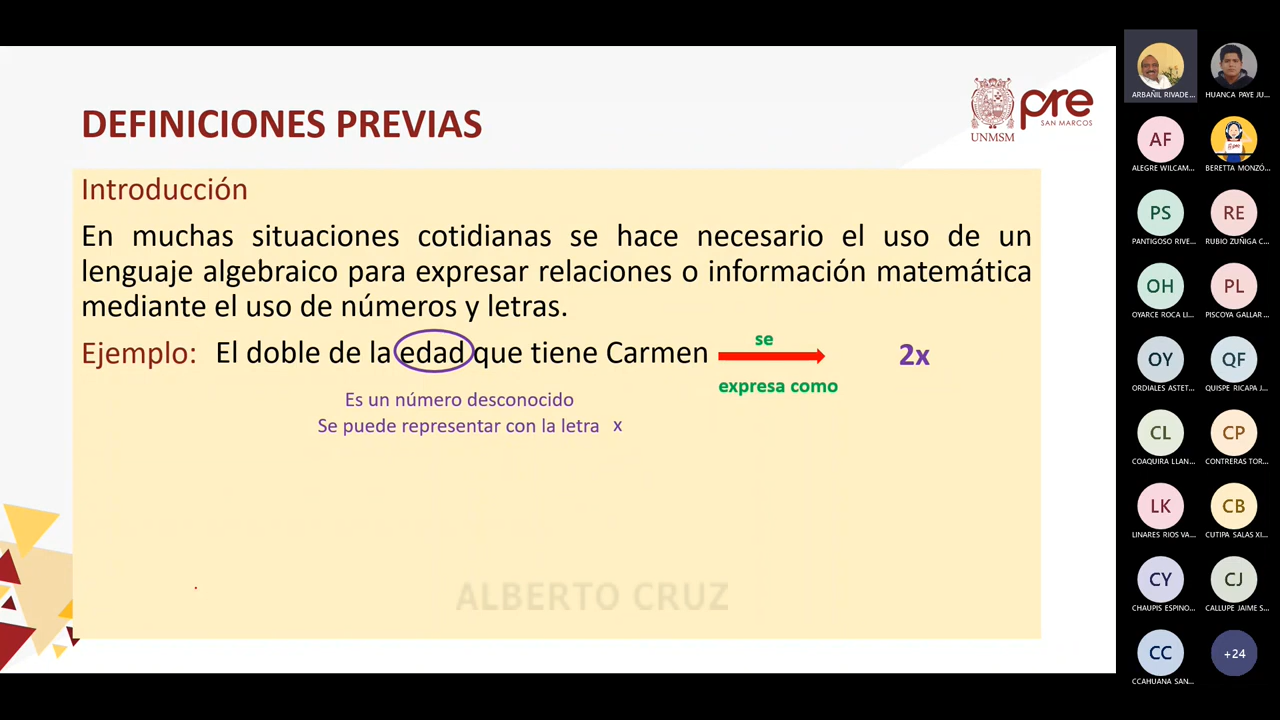 DEFINICIONES PREVIAS
UNMSM
pre
SAN MARCOS
Introducción
En muchas situaciones cotidianas se hace necesario el uso de un
lenguaje algebraico para expresar relaciones o información matemática
mediante el uso de números y letras.
Ejemplo: El doble de la edad que tiene Carmen se expresa como 2x
Es un número desconocido
Se puede representar con la letra x
ALBERTO CRUZ
ARBAÑIL RIVADE...
HUANCA PAYE JU...
AF
ALEGRE WILCAM...
BERETTA MONZÓ...
PS
PANTIGOSO RIVE...
RE
RUBIO ZUÑIGA C...
OH
OYARCE ROCA LI...
PL
PISCOYA GALLAR...
OY
ORDIALES ASTET...
QF
QUISPE RICAPA J...
CL
COAQUIRA LLAN...
CP
CONTRERAS TOR...
LK
LINARES RIOS VA...
CB
CUTIPA SALAS XI...
CY
CHAUPIS ESPINO...
CJ
CALLUPE JAIME S...
CC
CCAHUANA SAN...
+24